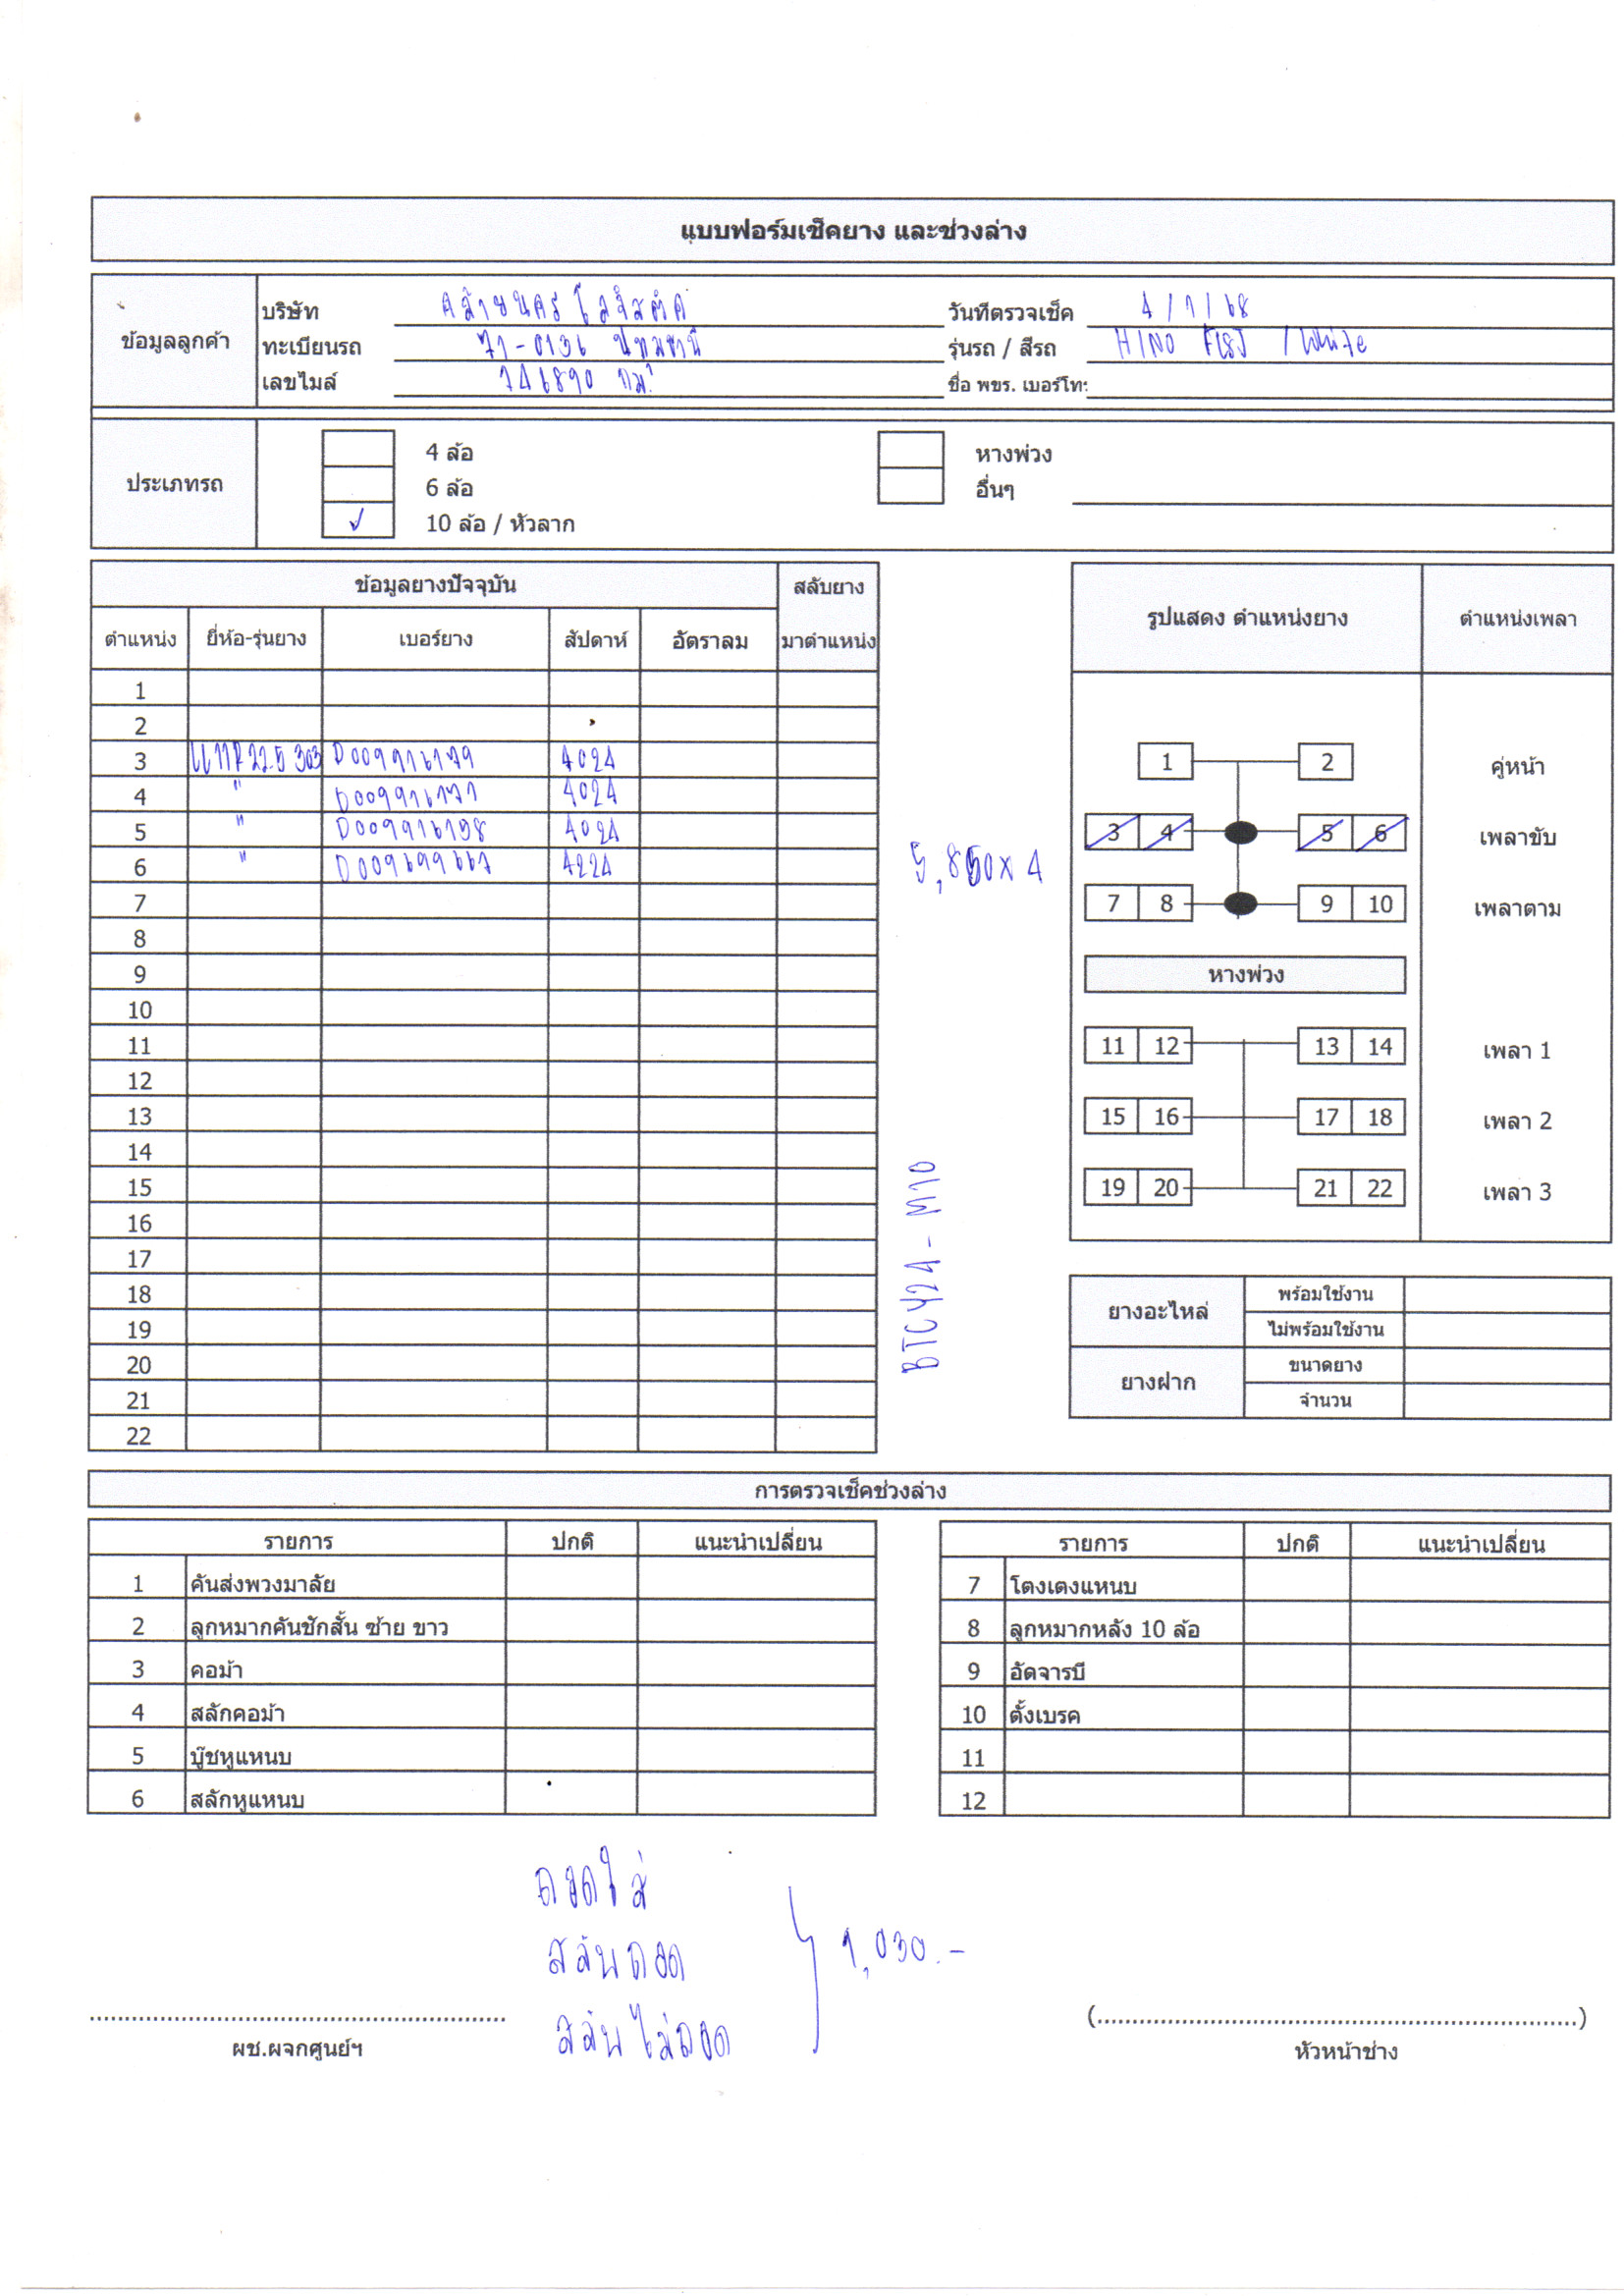 แบบฟอร์มเช็คยาง และช่วงล่าง
ข้อมูลลูกค้า
บริษัท คล้ายนคร โลจิสติค วันที่ตรวจเช็ค 4/1/68
ทะเบียนรถ 71-0136 ปทุมธานี รุ่นรถ / สีรถ HINO / White
เลขไมล์ 746890 กม. ชื่อ พขร. เบอร์โทร
ประเภทรถ
4 ล้อ หางพ่วง
6 ล้อ อื่นๆ
✓ 10 ล้อ / หัวลาก
ข้อมูลยางปัจจุบัน สลับยาง
ตำแหน่ง ยี่ห้อ-รุ่นยาง เบอร์ยาง สัปดาห์ อัตราลม มาตำแหน่ง
1
2
3 11R22.5 303 4024
4 " 4024
5 " 4024
6 " 4224
7
8
9
10
11
12
13
14
15
16
17
18
19
20
21
22
5,850x4
BTCY24-M10
รูปแสดง ตำแหน่งยาง ตำแหน่งเพลา
1 2 คู่หน้า
3 4 5 6 เพลาขับ
7 8 9 10 เพลาตาม
หางพ่วง
11 12 13 14 เพลา 1
15 16 17 18 เพลา 2
19 20 21 22 เพลา 3
ยางอะไหล่ พร้อมใช้งาน
ไม่พร้อมใช้งาน
ยางฝาก ขนาดยาง
จำนวน
การตรวจเช็คช่วงล่าง
รายการ ปกติ แนะนำเปลี่ยน
1 คันส่งพวงมาลัย
2 ลูกหมากคันชักสั้น ซ้าย ขาว
3 คอม้า
4 สลักคอม้า
5 บู๊ชหูแหนบ
6 สลักหูแหนบ
รายการ ปกติ แนะนำเปลี่ยน
7 โตงเตงแหนบ
8 ลูกหมากหลัง 10 ล้อ
9 อัดจารบี
10 ตั้งเบรค
11
12
ถอดใส่
สลับถอด
สลับไม่ถอด
1,030.-
ผช.ผจกศูนย์ฯ
(....................)
หัวหน้าช่าง